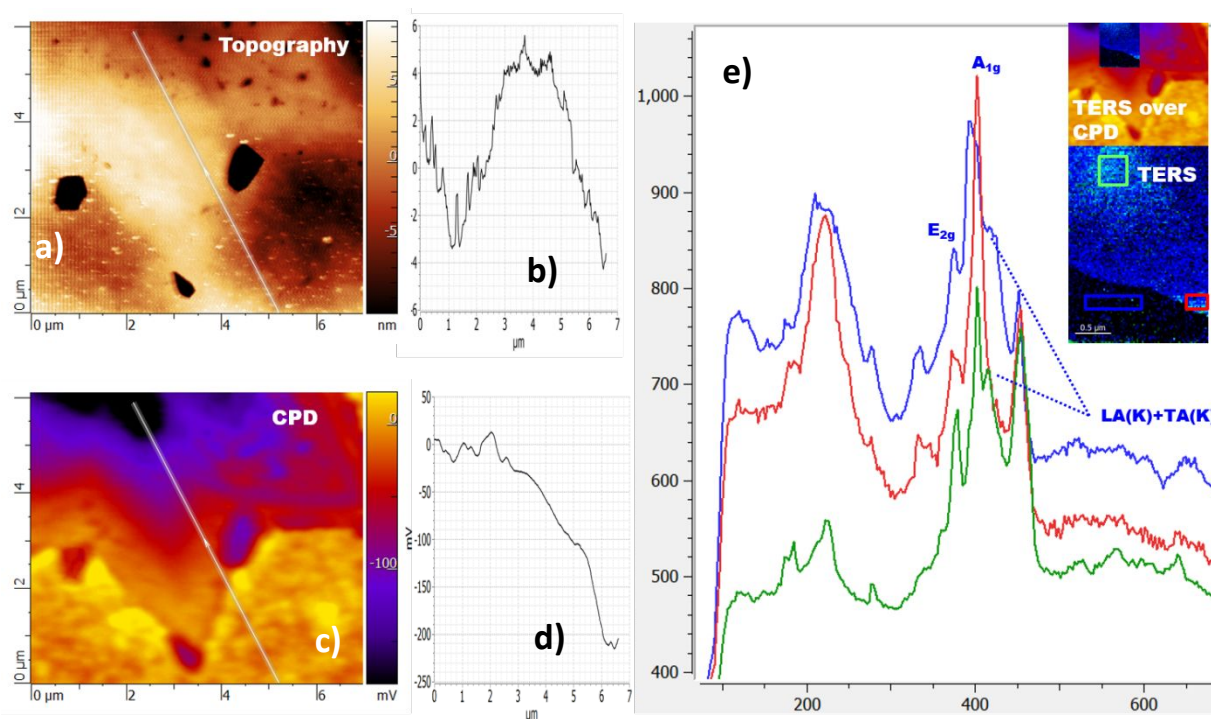 Topography
a)
4
2
0 µm
0 µm
2
4
6
0
-5
nm
b)
6
4
2
0
-2
-4
-6
0
1
2
3
4
5
6
7
µm
CPD
c)
4
2
0 µm
0 µm
2
4
6
0
-100
mV
d)
50
0
-50
-100
-150
-200
-250
mV
0
1
2
3
4
5
6
7
µm
e)
1,000
900
800
700
600
500
400
200
400
600
A1g
E2g
LA(K)+TA(K)
TERS over
CPD
TERS
0.5 µm